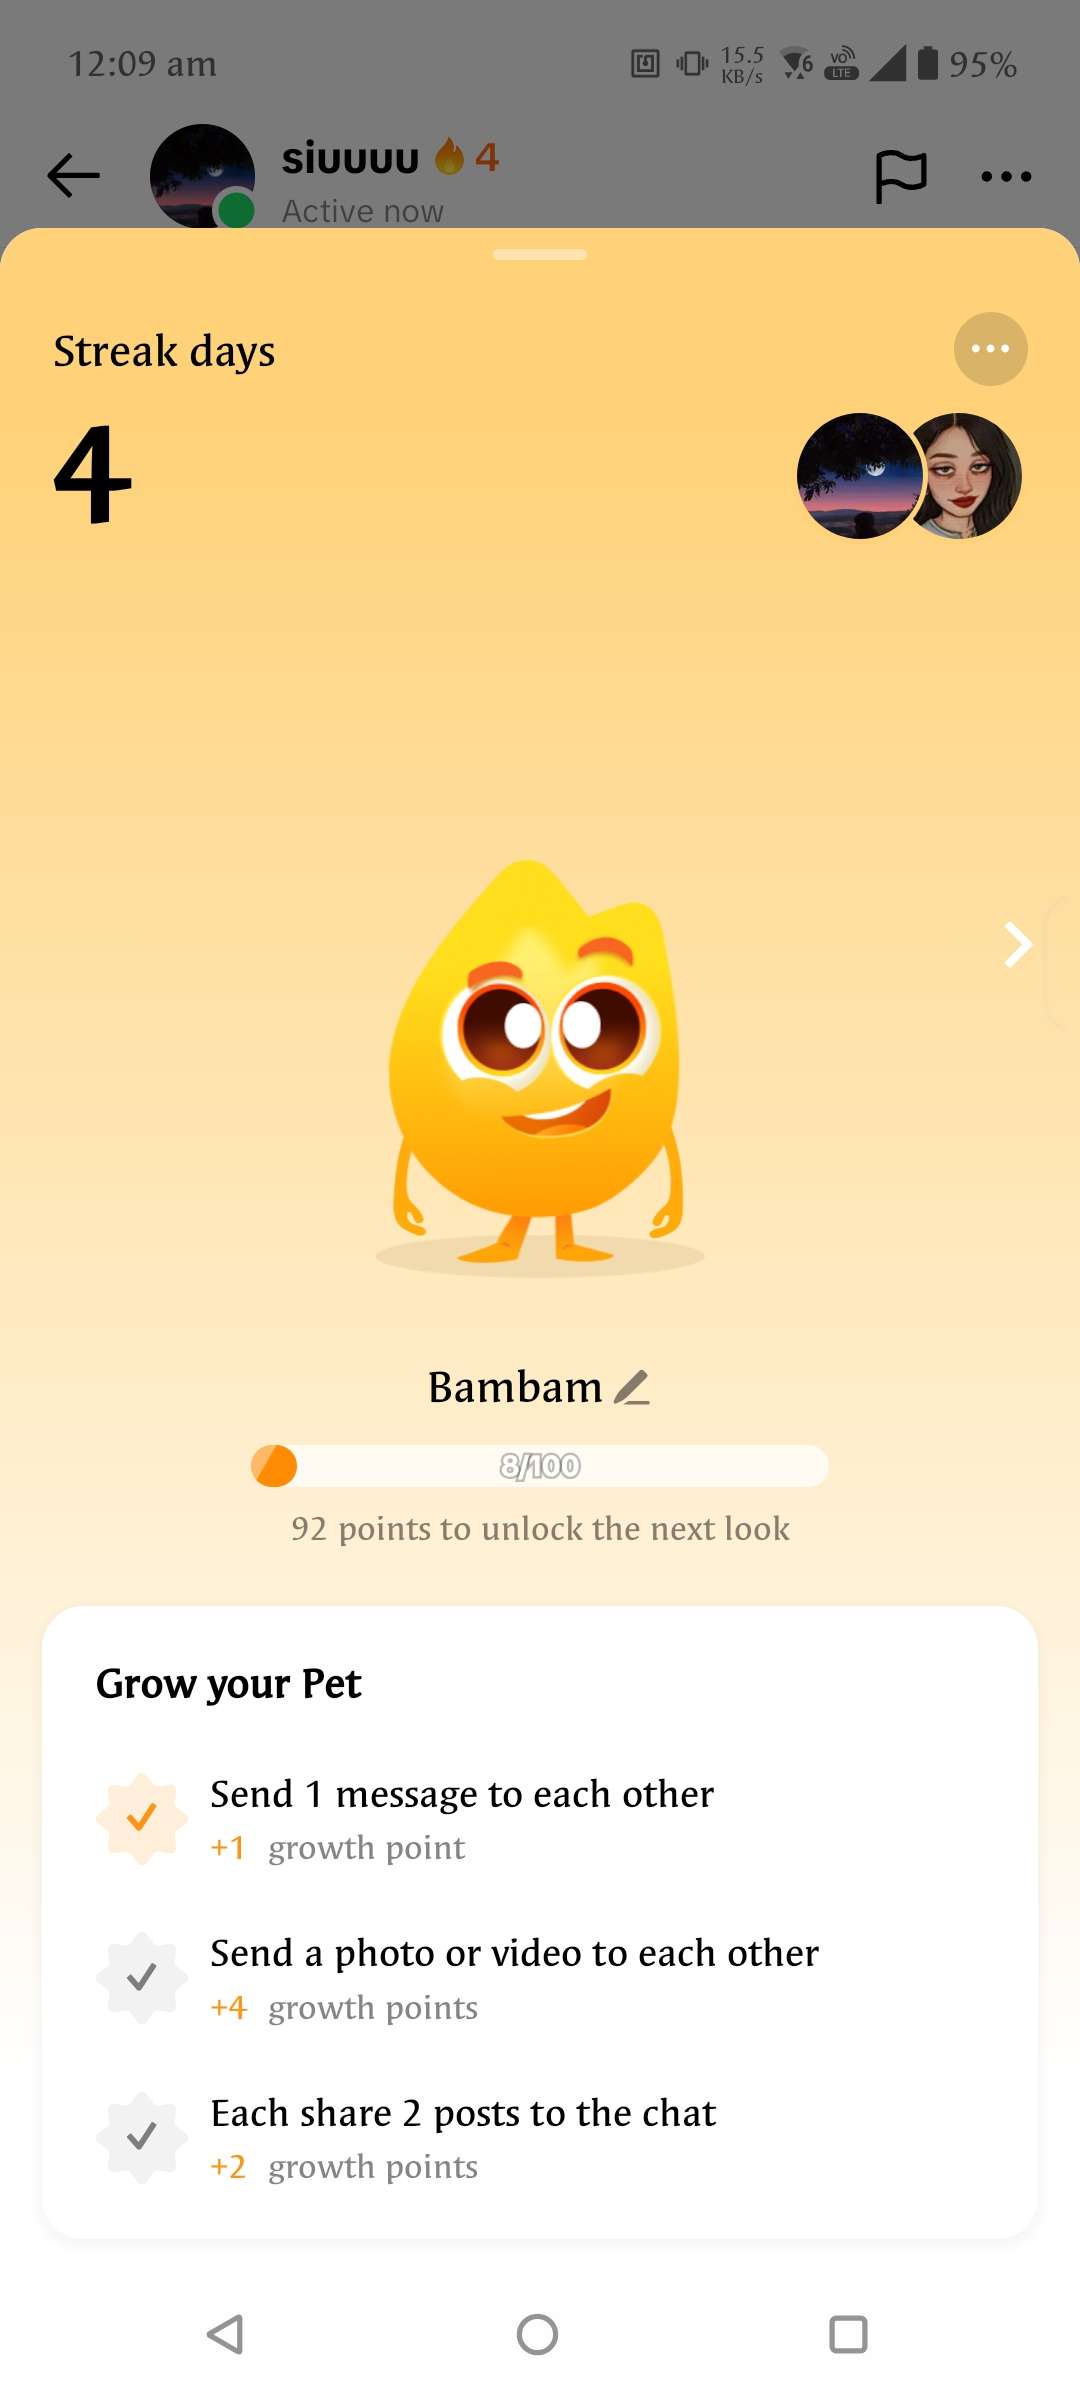 12:09 am
15.5
KB/s
6
VO
LTE
95%
siuuuu 4
Active now
Streak days
4
Bambam
8/100
92 points to unlock the next look
Grow your Pet
Send 1 message to each other
+1 growth point
Send a photo or video to each other
+4 growth points
Each share 2 posts to the chat
+2 growth points